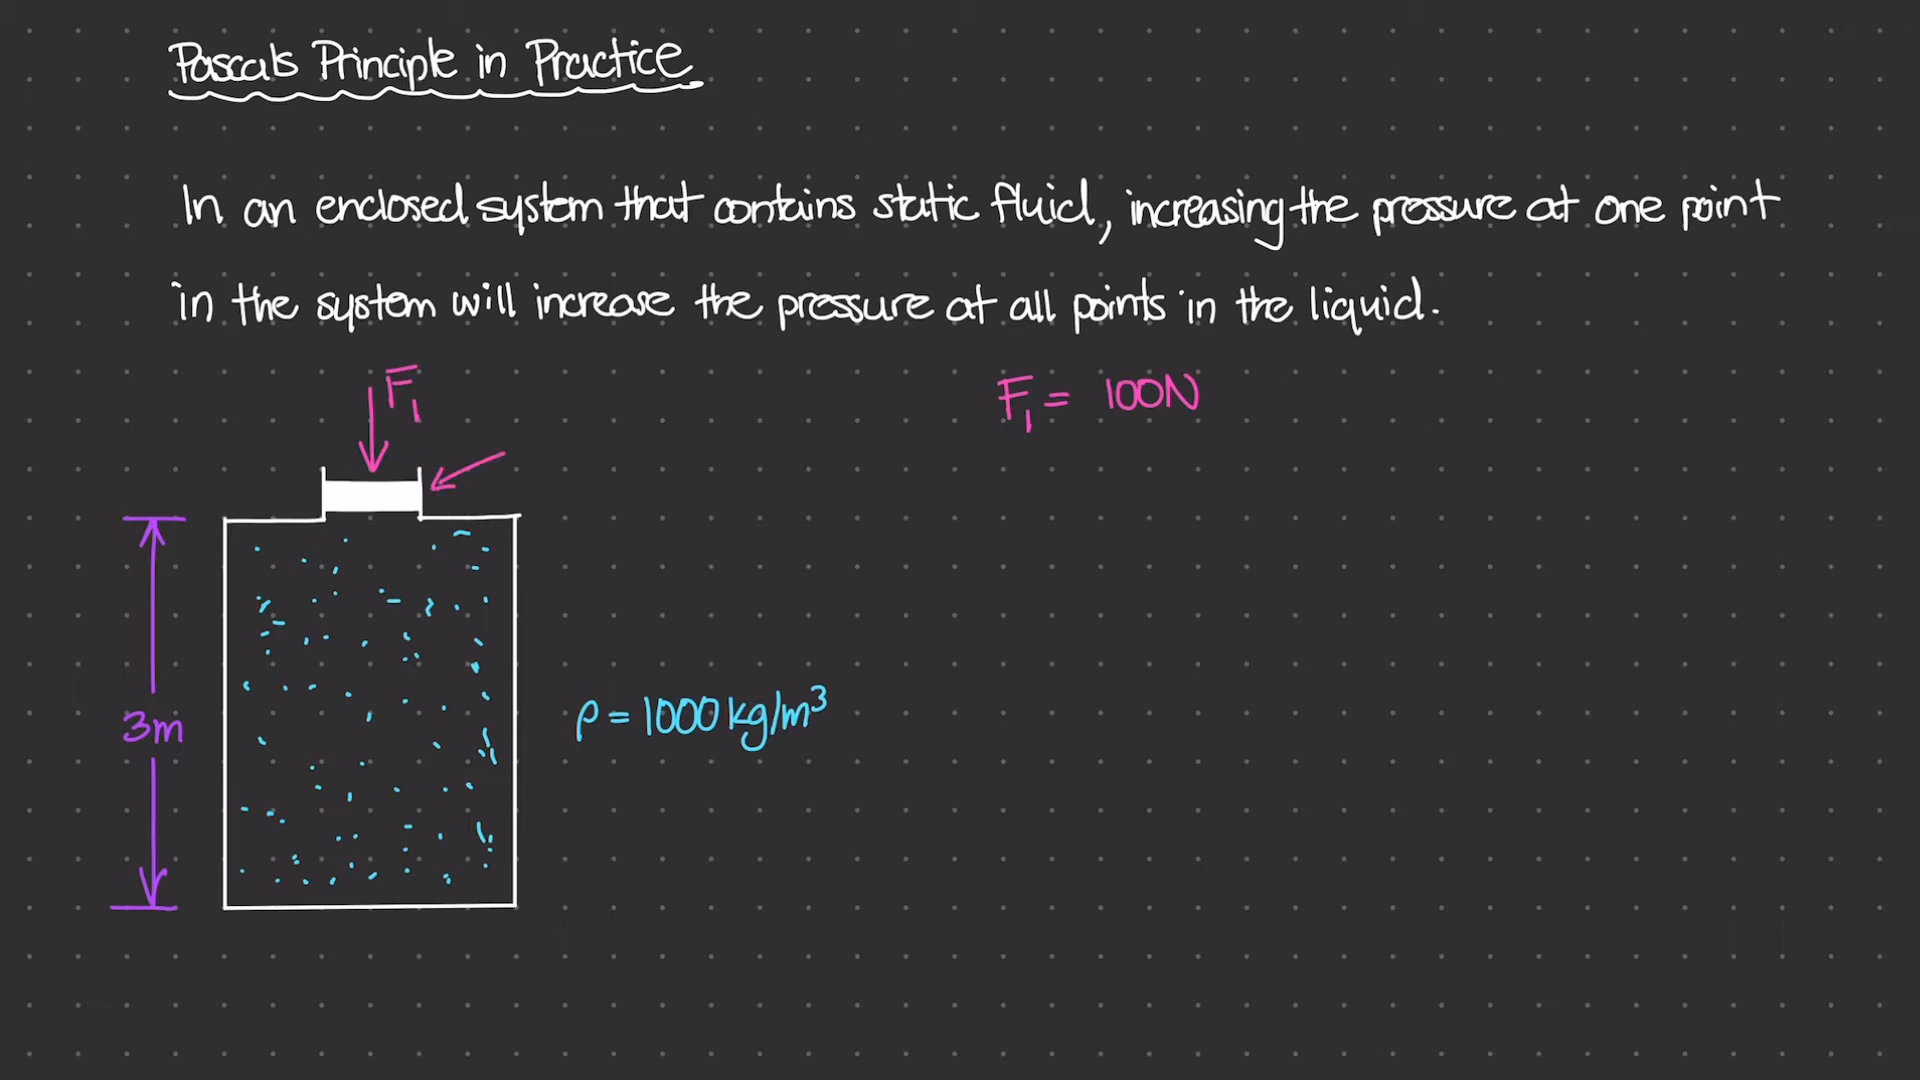 Pascals Principle in Practice
In an enclosed system that contains static fluid, increasing the pressure at one point
in the system will increase the pressure at all points in the liquid.
F₁
F₁ = 100N
3m
ρ = 1000 kg/m³